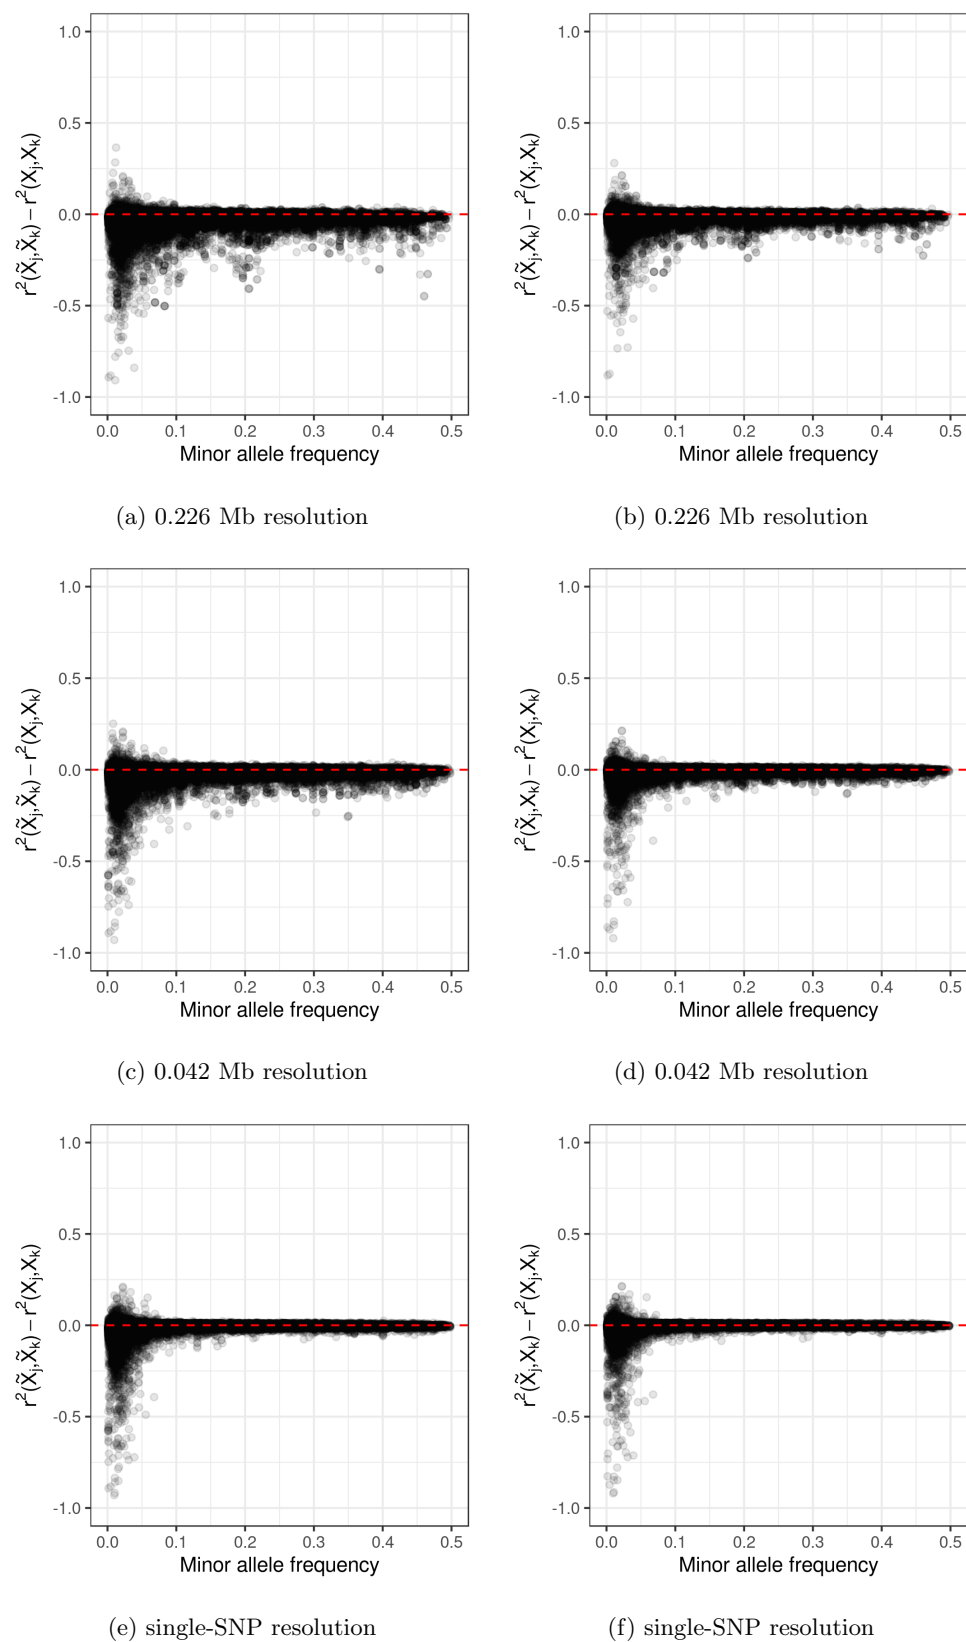 1.0
0.5
0.0
-0.5
-1.0
r²(X̃ⱼ,X̃ₖ) − r²(Xⱼ,Xₖ)
0.0 0.1 0.2 0.3 0.4 0.5
Minor allele frequency
(a) 0.226 Mb resolution
1.0
0.5
0.0
-0.5
-1.0
r²(X̃ⱼ,Xₖ) − r²(Xⱼ,Xₖ)
0.0 0.1 0.2 0.3 0.4 0.5
Minor allele frequency
(b) 0.226 Mb resolution
1.0
0.5
0.0
-0.5
-1.0
r²(X̃ⱼ,X̃ₖ) − r²(Xⱼ,Xₖ)
0.0 0.1 0.2 0.3 0.4 0.5
Minor allele frequency
(c) 0.042 Mb resolution
1.0
0.5
0.0
-0.5
-1.0
r²(X̃ⱼ,Xₖ) − r²(Xⱼ,Xₖ)
0.0 0.1 0.2 0.3 0.4 0.5
Minor allele frequency
(d) 0.042 Mb resolution
1.0
0.5
0.0
-0.5
-1.0
r²(X̃ⱼ,X̃ₖ) − r²(Xⱼ,Xₖ)
0.0 0.1 0.2 0.3 0.4 0.5
Minor allele frequency
(e) single-SNP resolution
1.0
0.5
0.0
-0.5
-1.0
r²(X̃ⱼ,Xₖ) − r²(Xⱼ,Xₖ)
0.0 0.1 0.2 0.3 0.4 0.5
Minor allele frequency
(f) single-SNP resolution